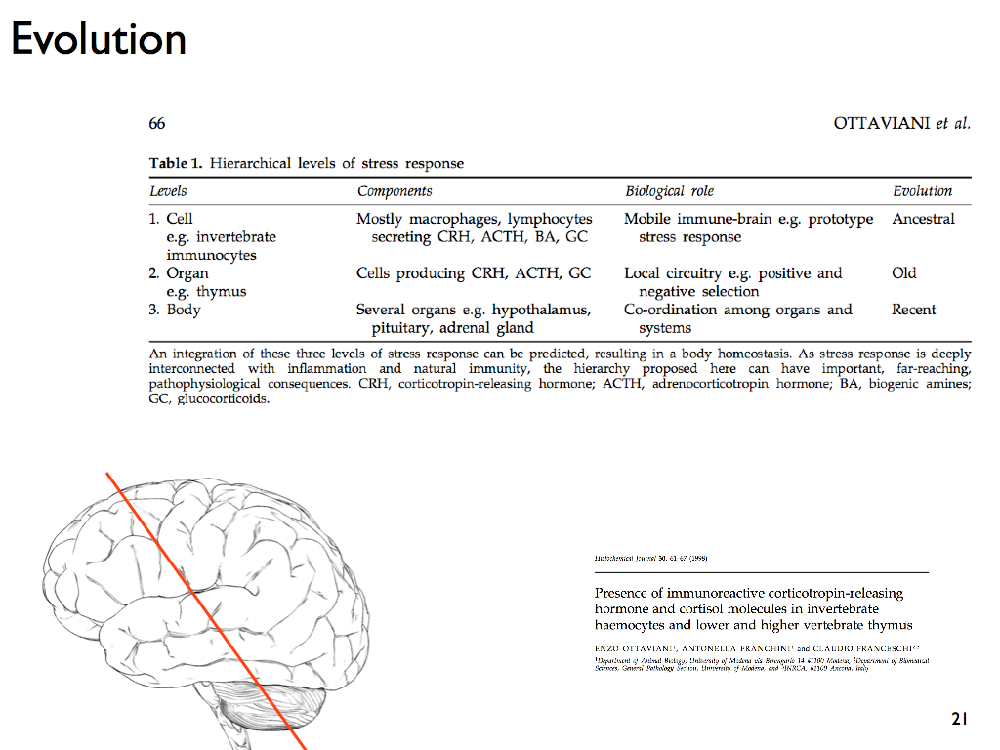 Evolution
66 OTTAVIANI et al.
Table 1. Hierarchical levels of stress response
Levels Components Biological role Evolution
1. Cell Mostly macrophages, lymphocytes Mobile immune-brain e.g. prototype Ancestral
e.g. invertebrate secreting CRH, ACTH, BA, GC stress response
immunocytes
2. Organ Cells producing CRH, ACTH, GC Local circuitry e.g. positive and Old
e.g. thymus negative selection
3. Body Several organs e.g. hypothalamus, Co-ordination among organs and Recent
pituitary, adrenal gland systems
An integration of these three levels of stress response can be predicted, resulting in a body homeostasis. As stress response is deeply
interconnected with inflammation and natural immunity, the hierarchy proposed here can have important, far-reaching,
pathophysiological consequences. CRH, corticotropin-releasing hormone; ACTH, adrenocorticotropin hormone; BA, biogenic amines;
GC, glucocorticoids.
Histochemical Journal 30, 61–67 (1998)
Presence of immunoreactive corticotropin-releasing
hormone and cortisol molecules in invertebrate
haemocytes and lower and higher vertebrate thymus
ENZO OTTAVIANI¹, ANTONELLA FRANCHINI¹ and CLAUDIO FRANCESCHI²,³
¹Department of Animal Biology, University of Modena via Berengario 14 41100 Modena, ²Department of Biomedical
Sciences, General Pathology Section, University of Modena, and ³INRCA, 61100 Ancona, Italy
21